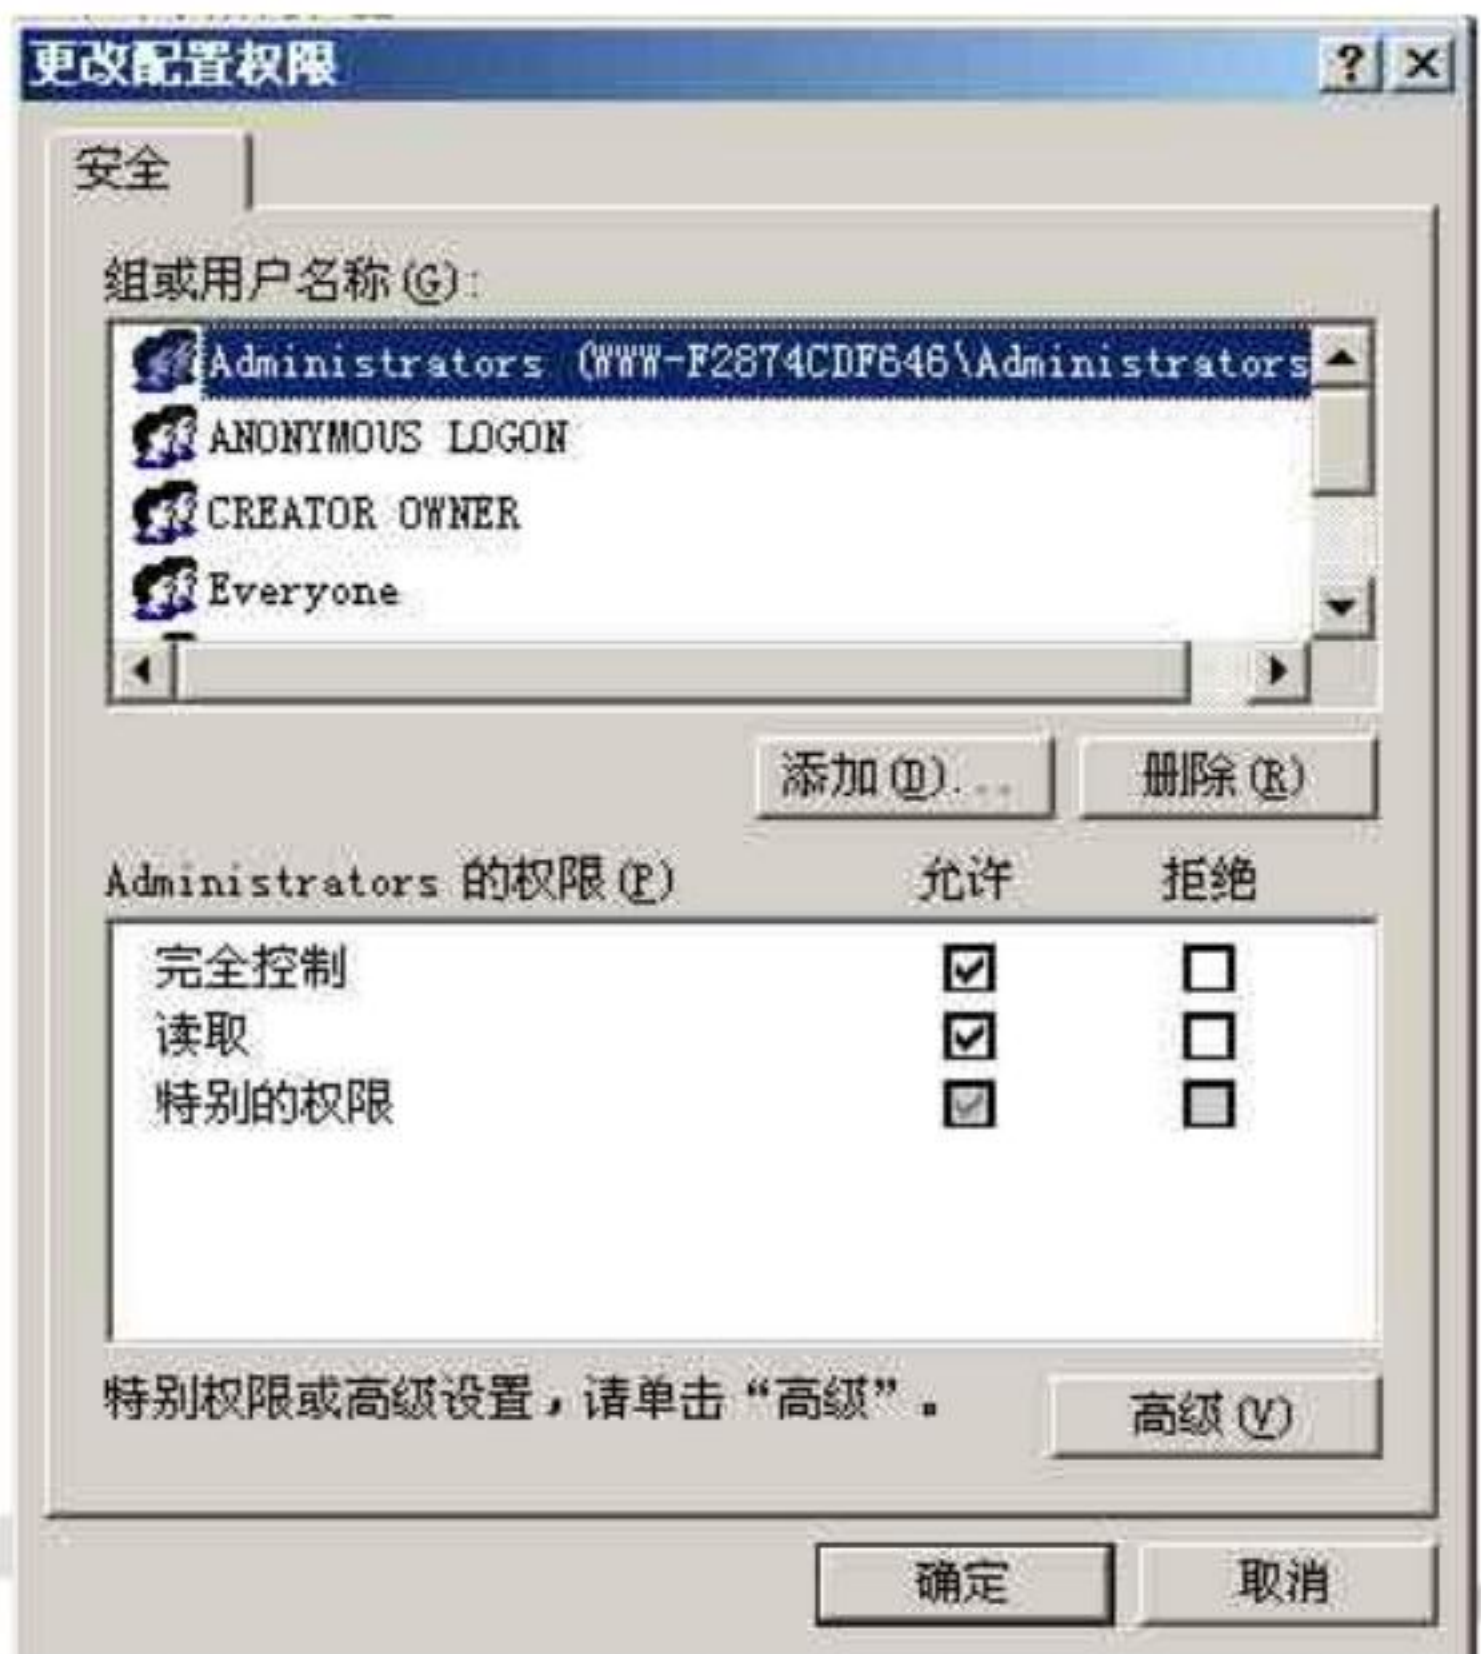 更改配置权限
安全
组或用户名称(G):
Administrators (WWW-F2874CDF646\Administrators
ANONYMOUS LOGON
CREATOR OWNER
Everyone
添加(D)... 删除(R)
Administrators 的权限(P) 允许 拒绝
完全控制
读取
特别的权限
特别权限或高级设置，请单击“高级”。 高级(V)
确定 取消